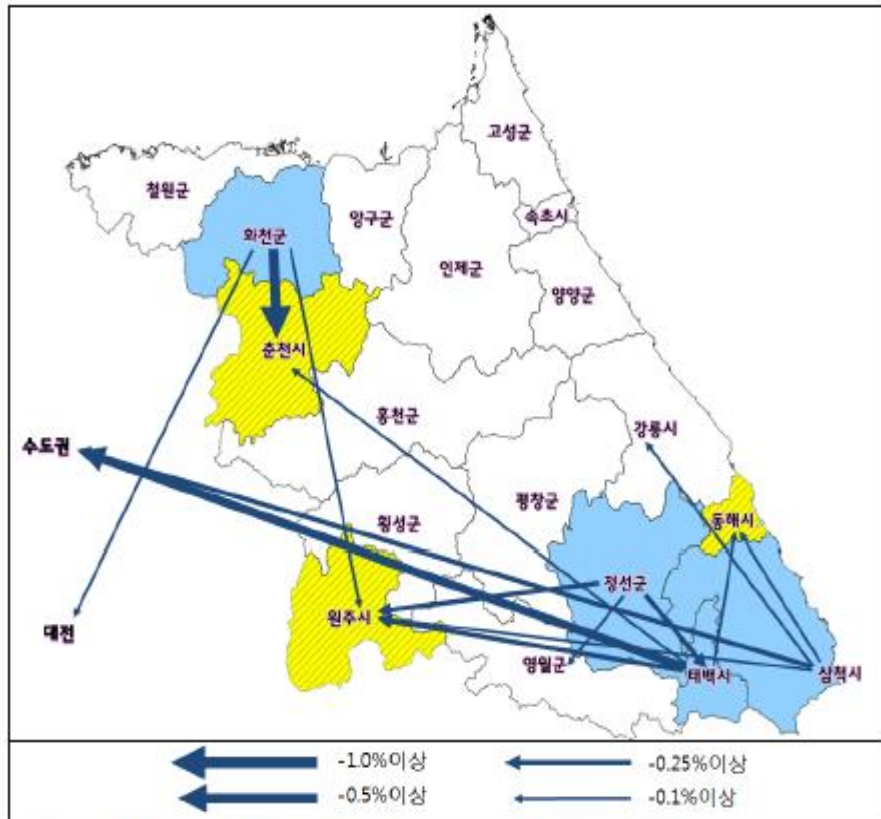 고성군
철원군
속초시
양구군
화천군
인제군
양양군
춘천시
홍천군
강릉시
수도권
평창군
횡성군
동해시
정선군
원주시
대전
영월군
태백시
삼척시
-1.0%이상
-0.25%이상
-0.5%이상
-0.1%이상